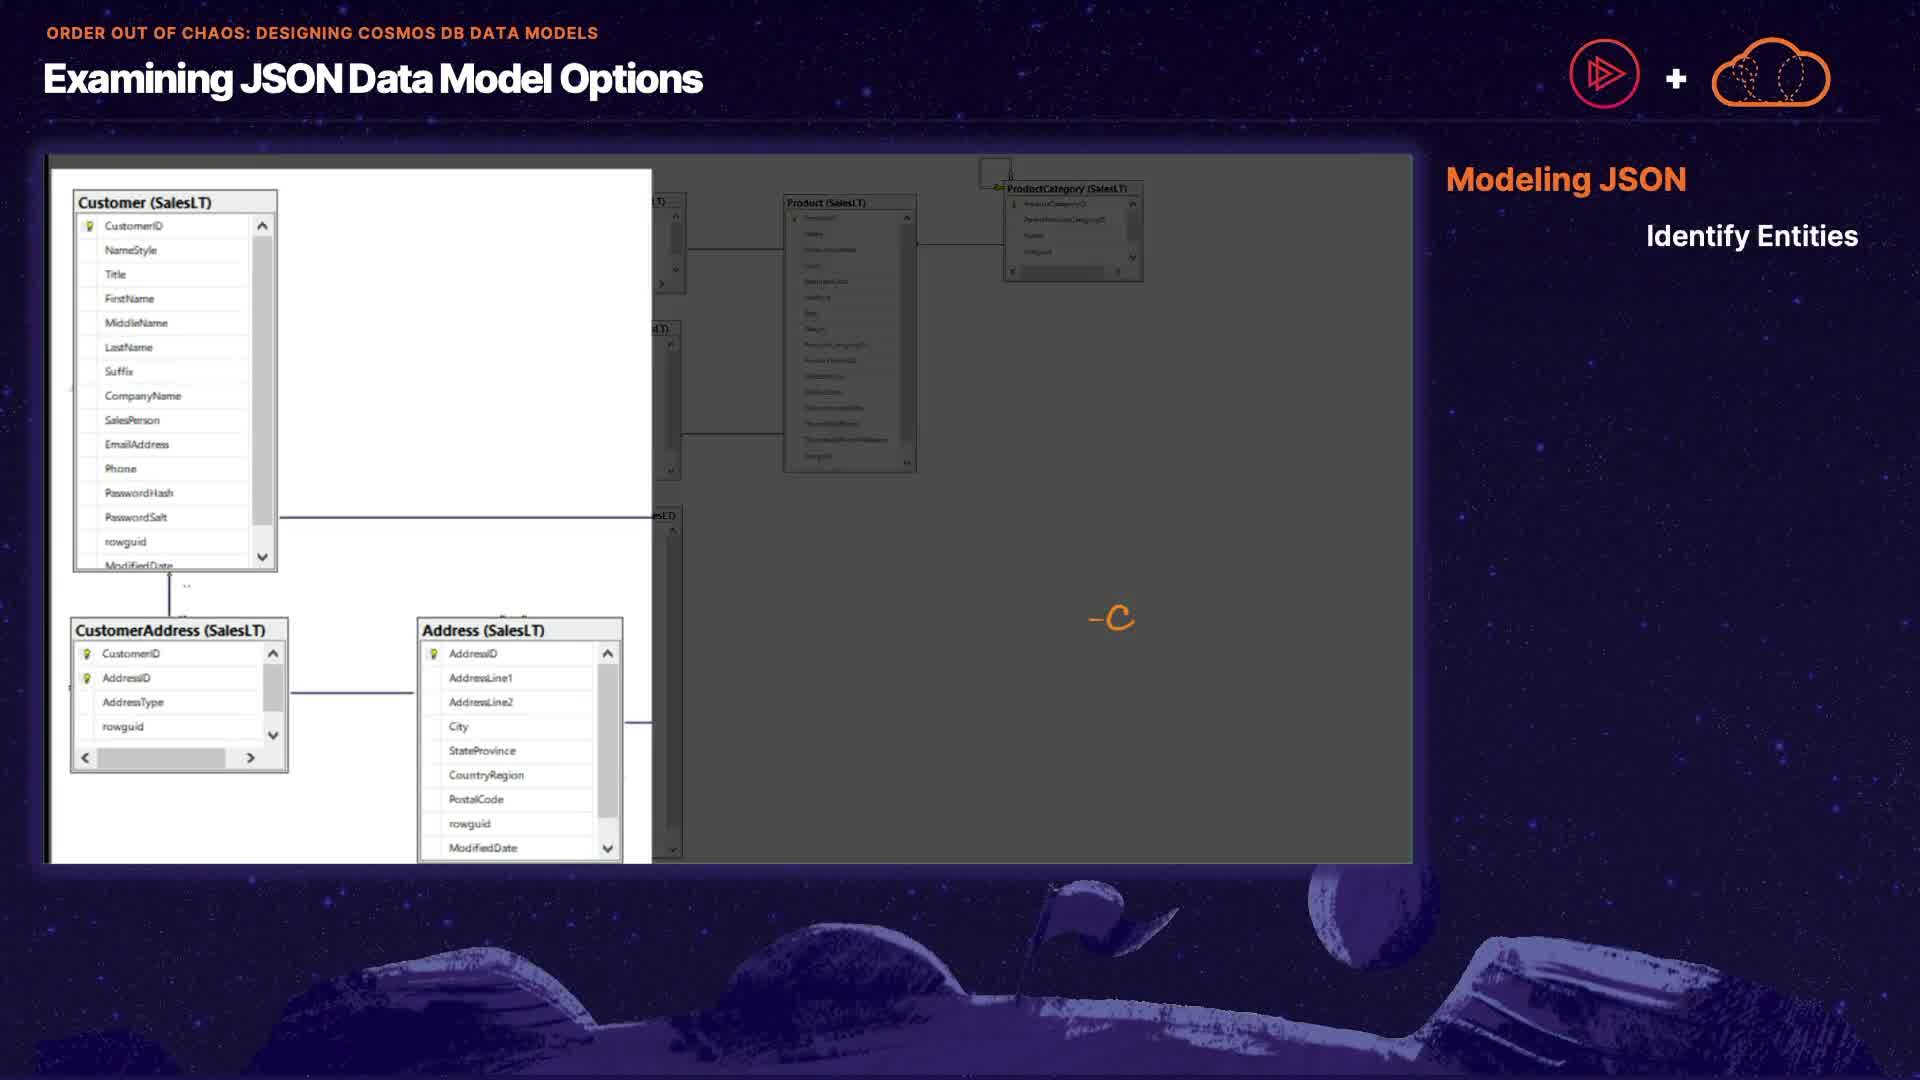 ORDER OUT OF CHAOS: DESIGNING COSMOS DB DATA MODELS
Examining JSON Data Model Options
Modeling JSON
Identify Entities
Customer (SalesLT)
CustomerID
NameStyle
Title
FirstName
MiddleName
LastName
Suffix
CompanyName
SalesPerson
EmailAddress
Phone
PasswordHash
PasswordSalt
rowguid
ModifiedDate
CustomerAddress (SalesLT)
CustomerID
AddressID
AddressType
rowguid
Address (SalesLT)
AddressID
AddressLine1
AddressLine2
City
StateProvince
CountryRegion
PostalCode
rowguid
ModifiedDate
Product (SalesLT)
ProductCategory (SalesLT)
ProductCategoryID
ParentProductCategoryID
-C